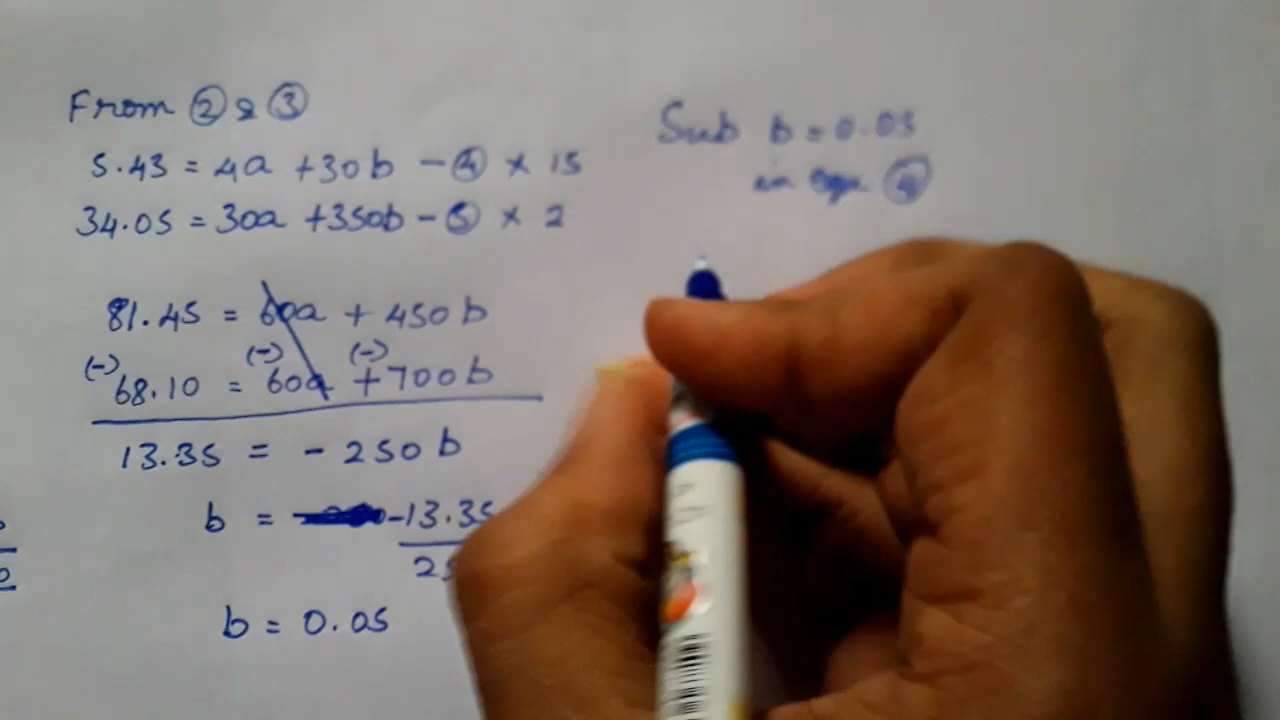 From ② & ③
5.43 = 4a + 30b - ④ × 15
34.05 = 30a + 350b - ⑤ × 2
81.45 = 60a + 450b
(-) (-) (-)
68.10 = 60a + 700b
13.35 = - 250b
b = -13.35
25
b = 0.05
Sub b = 0.05
in eqn ④